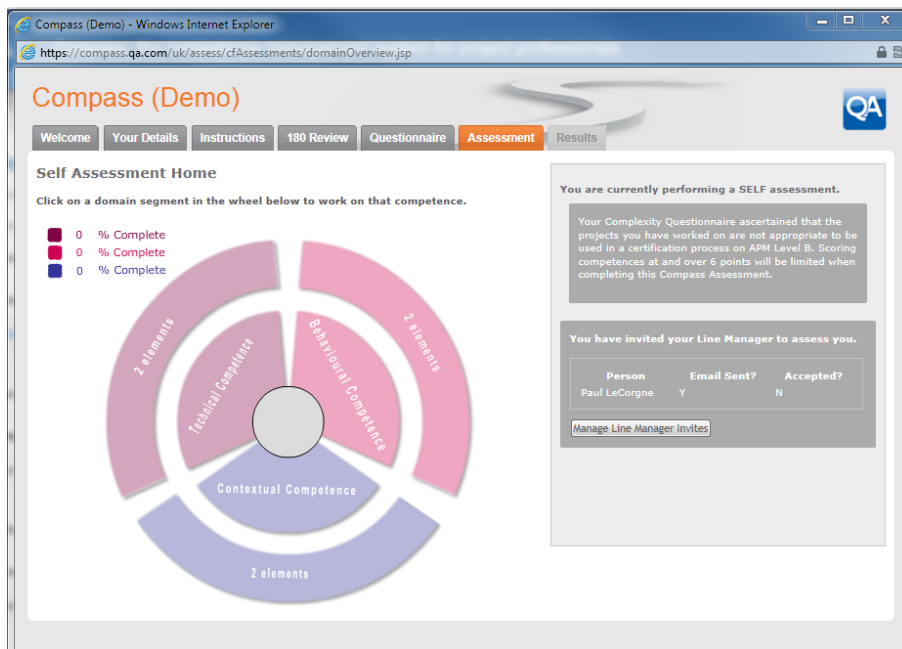 Compass (Demo) - Windows Internet Explorer
https://compass.qa.com/uk/assess/cfAssessments/domainOverview.jsp
Compass (Demo)
QA
Welcome Your Details Instructions 180 Review Questionnaire Assessment Results
Self Assessment Home
Click on a domain segment in the wheel below to work on that competence.
0 % Complete
0 % Complete
0 % Complete
2 elements
Technical Competence
Behavioural Competence
2 elements
Contextual Competence
2 elements
You are currently performing a SELF assessment.
Your Complexity Questionnaire ascertained that the
projects you have worked on are not appropriate to be
used in a certification process on APM Level B. Scoring
competences at and over 6 points will be limited when
completing this Compass Assessment.
You have invited your Line Manager to assess you.
Person Email Sent? Accepted?
Paul LeCorgne Y N
Manage Line Manager Invites